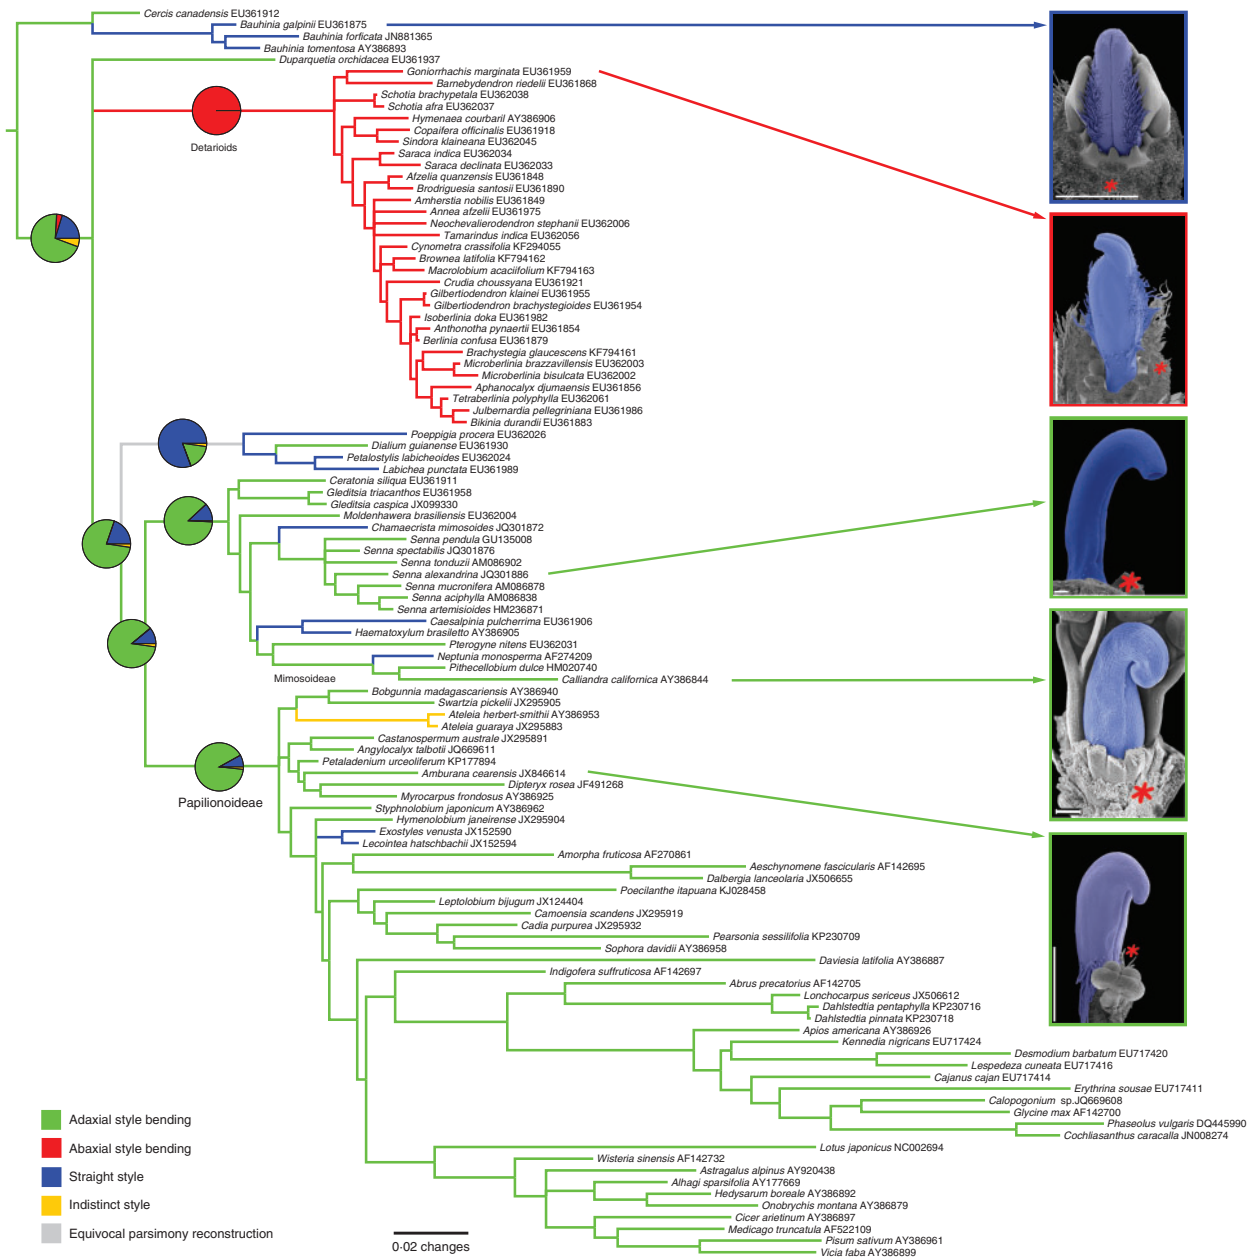 Cercis canadensis EU361912
Bauhinia galpinii EU361875
Bauhinia forficata JN881365
Bauhinia tomentosa AY386893
Duparquetia orchidacea EU361937
Goniorrhachis marginata EU361959
Barnebydendron riedelii EU361868
Schotia brachypetala EU362038
Schotia afra EU362037
Hymenaea courbaril AY386906
Copaifera officinalis EU361918
Sindora klaineana EU362045
Detarioids
Saraca indica EU362034
Saraca declinata EU362033
Afzelia quanzensis EU361848
Brodriguesia santosii EU361890
Amherstia nobilis EU361849
Annea afzelii EU361975
Neochevalierodendron stephanii EU362006
Tamarindus indica EU362056
Cynometra crassifolia KF294055
Brownea latifolia KF794162
Macrolobium acaciifolium KF794163
Crudia choussyana EU361921
Gilbertiodendron klainei EU361955
Gilbertiodendron brachystegioides EU361954
Isoberlinia doka EU361982
Anthonotha pynaertii EU361854
Berlinia confusa EU361879
Brachystegia glaucescens KF794161
Microberlinia brazzavillensis EU362003
Microberlinia bisulcata EU362002
Aphanocalyx djumaensis EU361856
Tetraberlinia polyphylla EU362061
Julbernardia pellegriniana EU361986
Bikinia durandii EU361883
Poeppigia procera EU362026
Dialium guianense EU361930
Petalostylis labicheoides EU362024
Labichea punctata EU361989
Ceratonia siliqua EU361911
Gleditsia triacanthos EU361958
Gleditsia caspica JX099330
Moldenhawera brasiliensis EU362004
Chamaecrista mimosoides JQ301872
Senna pendula GU135008
Senna spectabilis JQ301876
Senna tonduzii AM086902
Senna alexandrina JQ301886
Senna mucronifera AM086878
Senna aciphylla AM086838
Senna artemisioides HM236871
Caesalpinia pulcherrima EU361906
Haematoxylum brasiletto AY386905
Pterogyne nitens EU362031
Neptunia monosperma AF274209
Pithecellobium dulce HM020740
Mimosoideae
Calliandra californica AY386844
Bobgunnia madagascariensis AY386940
Swartzia pickelii JX295905
Ateleia herbert-smithii AY386953
Ateleia guaraya JX295883
Castanospermum australe JX295891
Angylocalyx talbotii JQ669611
Petaladenium urceoliferum KP177894
Amburana cearensis JX846614
Dipteryx rosea JF491268
Myrocarpus frondosus AY386925
Papilionoideae
Styphnolobium japonicum AY386962
Hymenolobium janeirense JX295904
Exostyles venusta JX152590
Lecointea hatschbachii JX152594
Amorpha fruticosa AF270861
Aeschynomene fascicularis AF142695
Dalbergia lanceolaria JX506655
Poecilanthe itapuana KJ028458
Leptolobium bijugum JX124404
Camoensia scandens JX295919
Cadia purpurea JX295932
Pearsonia sessilifolia KP230709
Sophora davidii AY386958
Daviesia latifolia AY386887
Indigofera suffruticosa AF142697
Abrus precatorius AF142705
Lonchocarpus sericeus JX506612
Dahlstedtia pentaphylla KP230716
Dahlstedtia pinnata KP230718
Apios americana AY386926
Kennedia nigricans EU717424
Desmodium barbatum EU717420
Lespedeza cuneata EU717416
Cajanus cajan EU717414
Erythrina sousae EU717411
Calopogonium sp.JQ669608
Glycine max AF142700
Phaseolus vulgaris DQ445990
Cochliasanthus caracalla JN008274
Lotus japonicus NC002694
Wisteria sinensis AF142732
Astragalus alpinus AY920438
Alhagi sparsifolia AY177669
Hedysarum boreale AY386892
Onobrychis montana AY386879
Cicer arietinum AY386897
Medicago truncatula AF522109
Pisum sativum AY386961
Vicia faba AY386899
Adaxial style bending
Abaxial style bending
Straight style
Indistinct style
Equivocal parsimony reconstruction
0·02 changes